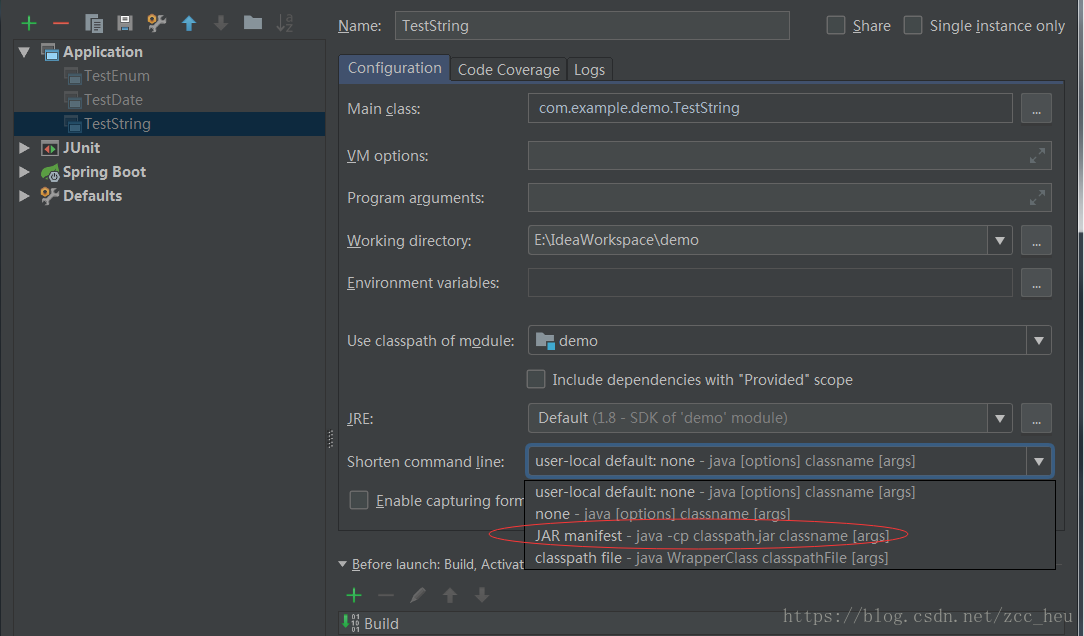 Name: TestString Share Single instance only
Application
TestEnum
TestDate
TestString
JUnit
Spring Boot
Defaults
Configuration Code Coverage Logs
Main class: com.example.demo.TestString ...
VM options:
Program arguments:
Working directory: E:\IdeaWorkspace\demo ...
Environment variables: ...
Use classpath of module: demo
Include dependencies with "Provided" scope
JRE: Default (1.8 - SDK of 'demo' module) ...
Shorten command line: user-local default: none - java [options] classname [args]
user-local default: none - java [options] classname [args]
Enable capturing form
none - java [options] classname [args]
JAR manifest - java -cp classpath.jar classname [args]
classpath file - java WrapperClass classpathFile [args]
Before launch: Build, Activat
Build
https://blog.csdn.net/zcc_heu